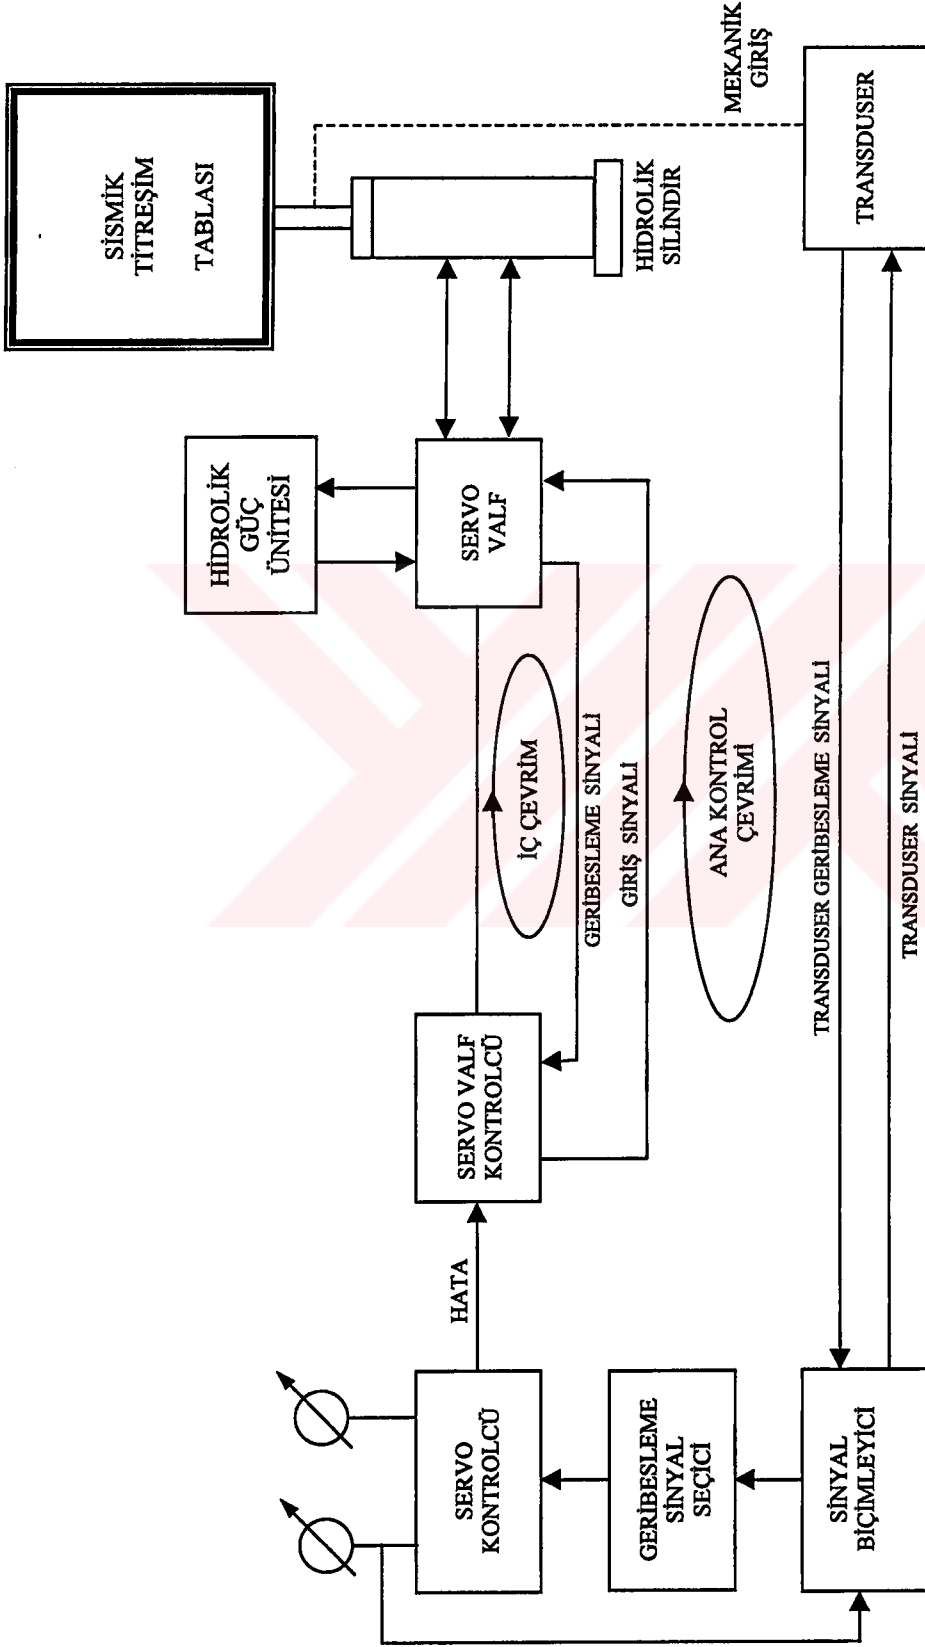 SİSMİK
TİTREŞİM
TABLASI
HİDROLİK
GÜÇ
ÜNİTESİ
SERVO
KONTROLCÜ
HATA
SERVO VALF
KONTROLCÜ
İÇ ÇEVRİM
SERVO
VALF
HİDROLİK
SİLİNDİR
MEKANİK
GİRİŞ
GERİBESLEME SİNYALİ
GİRİŞ SİNYALİ
GERİBESLEME
SİNYAL
SEÇİCİ
ANA KONTROL
ÇEVRİMİ
SİNYAL
BİÇİMLEYİCİ
TRANSDUSER GERİBESLEME SİNYALİ
TRANSDUSER SİNYALİ
TRANSDUSER